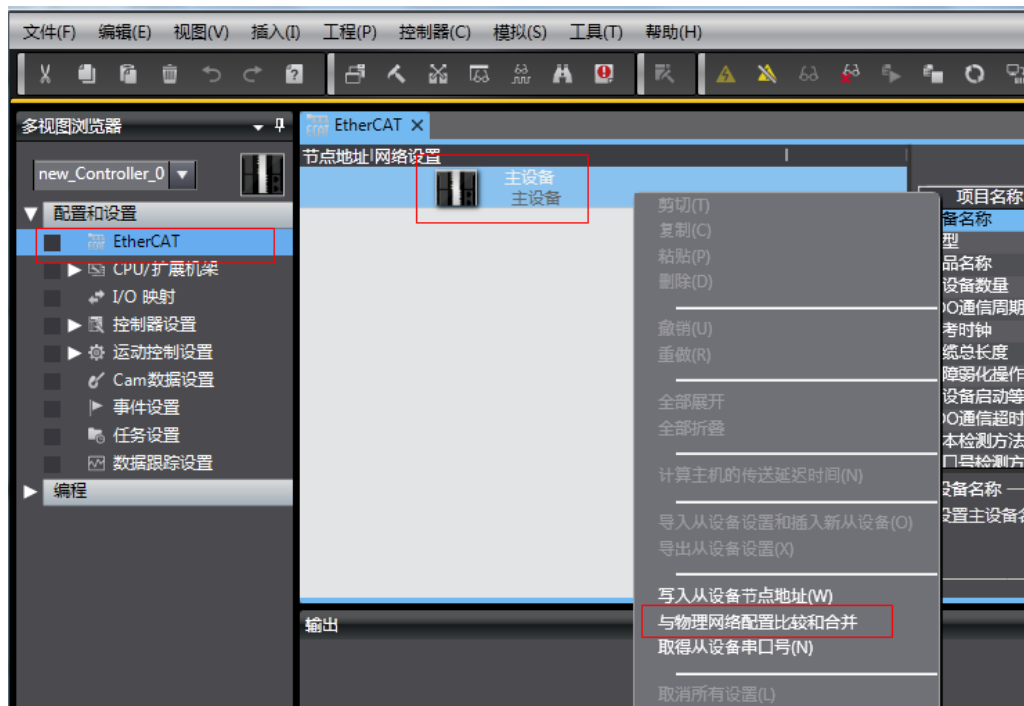 文件(F) 编辑(E) 视图(V) 插入(I) 工程(P) 控制器(C) 模拟(S) 工具(T) 帮助(H)
多视图浏览器
new_Controller_0
配置和设置
EtherCAT
CPU/扩展机架
I/O 映射
控制器设置
运动控制设置
Cam数据设置
事件设置
任务设置
数据跟踪设置
编程
EtherCAT
节点地址 网络设置
主设备
主设备
剪切(T)
复制(C)
粘贴(P)
删除(D)
撤销(U)
重做(R)
全部展开
全部折叠
计算主机的传送延迟时间(N)
导入从设备设置和插入新从设备(O)
导出从设备设置(X)
写入从设备节点地址(W)
与物理网络配置比较和合并
取得从设备串口号(N)
取消所有设置(L)
项目名称
备名称
型
品名称
设备数量
O通信周期
考时钟
缆总长度
障弱化操作
设备启动等
O通信超时
本检测方法
口号检测方
设备名称
设置主设备名
输出